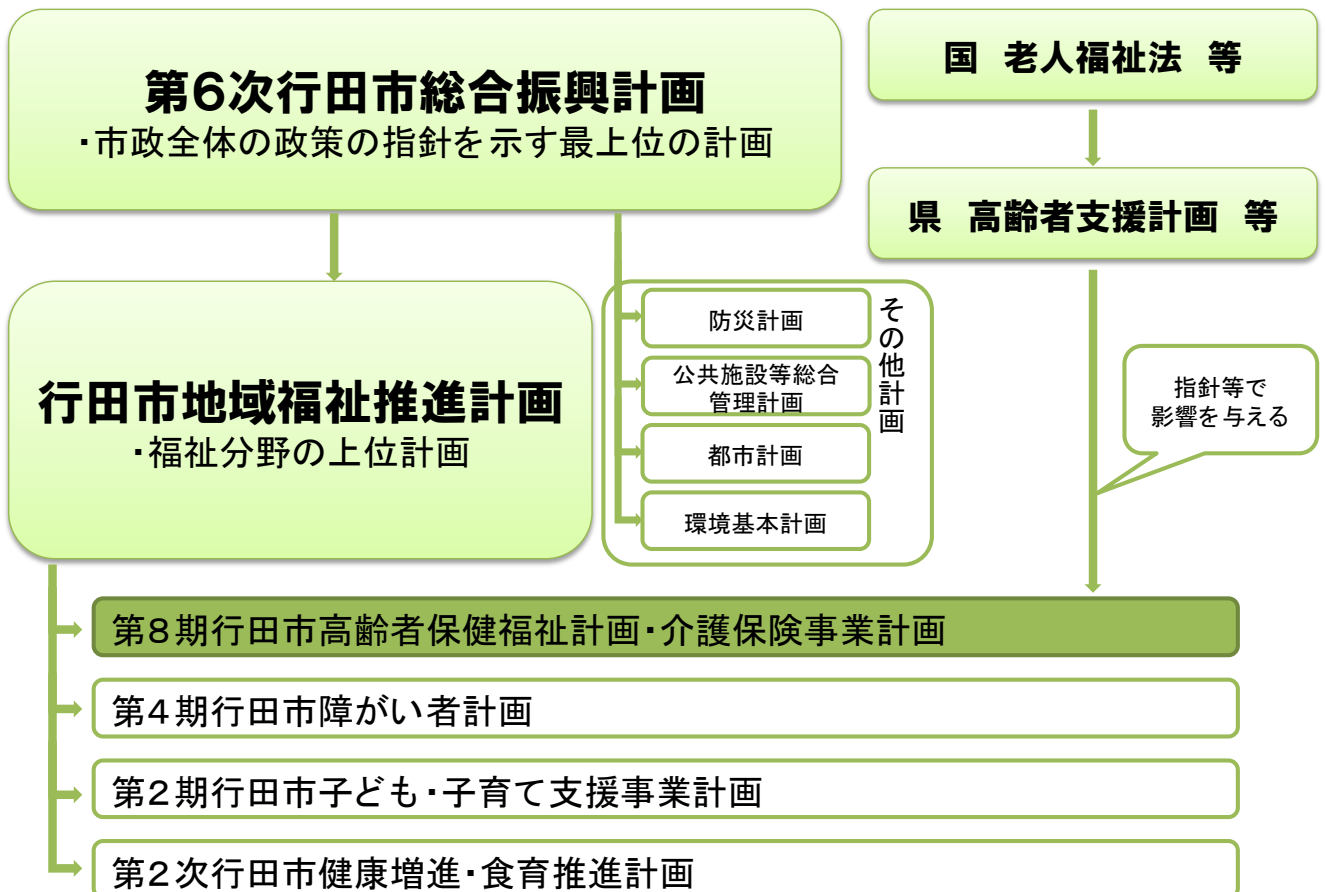 第6次行田市総合振興計画
・市政全体の政策の指針を示す最上位の計画
国　老人福祉法　等
県　高齢者支援計画　等
行田市地域福祉推進計画
・福祉分野の上位計画
その他計画
防災計画
公共施設等総合
管理計画
都市計画
環境基本計画
指針等で
影響を与える
第8期行田市高齢者保健福祉計画・介護保険事業計画
第4期行田市障がい者計画
第2期行田市子ども・子育て支援事業計画
第2次行田市健康増進・食育推進計画